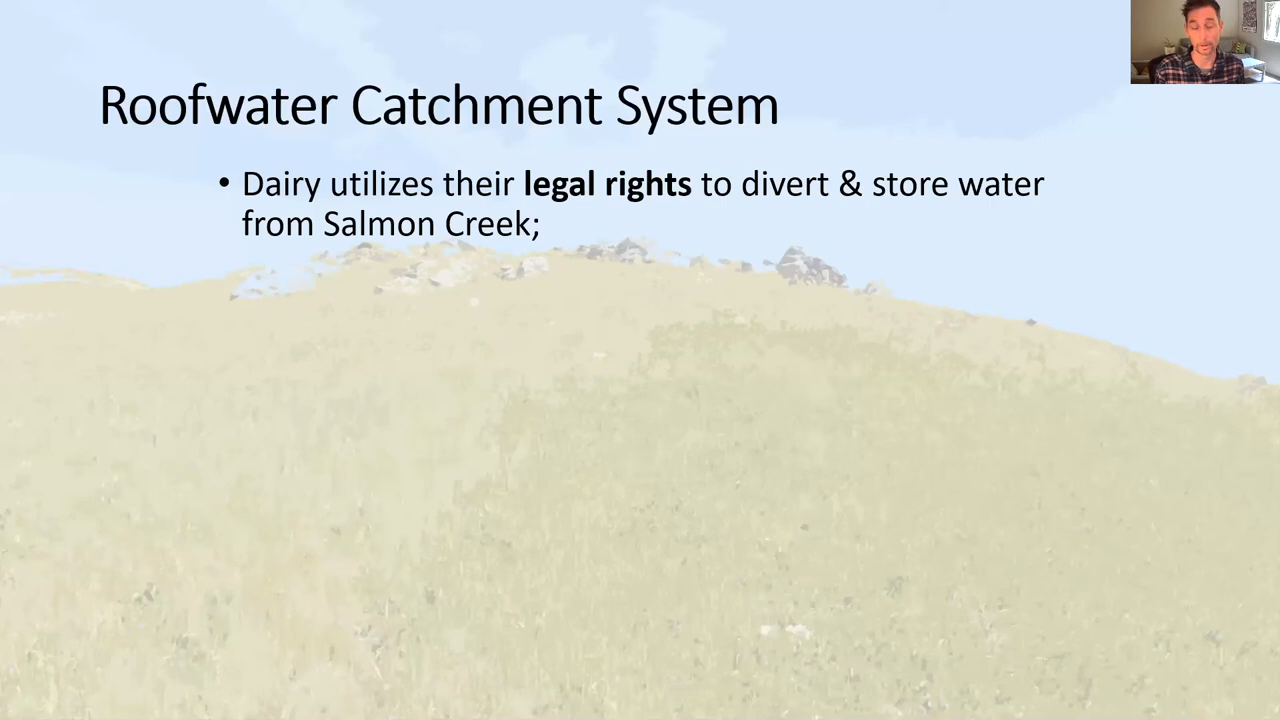 Roofwater Catchment System
• Dairy utilizes their legal rights to divert & store water
from Salmon Creek;